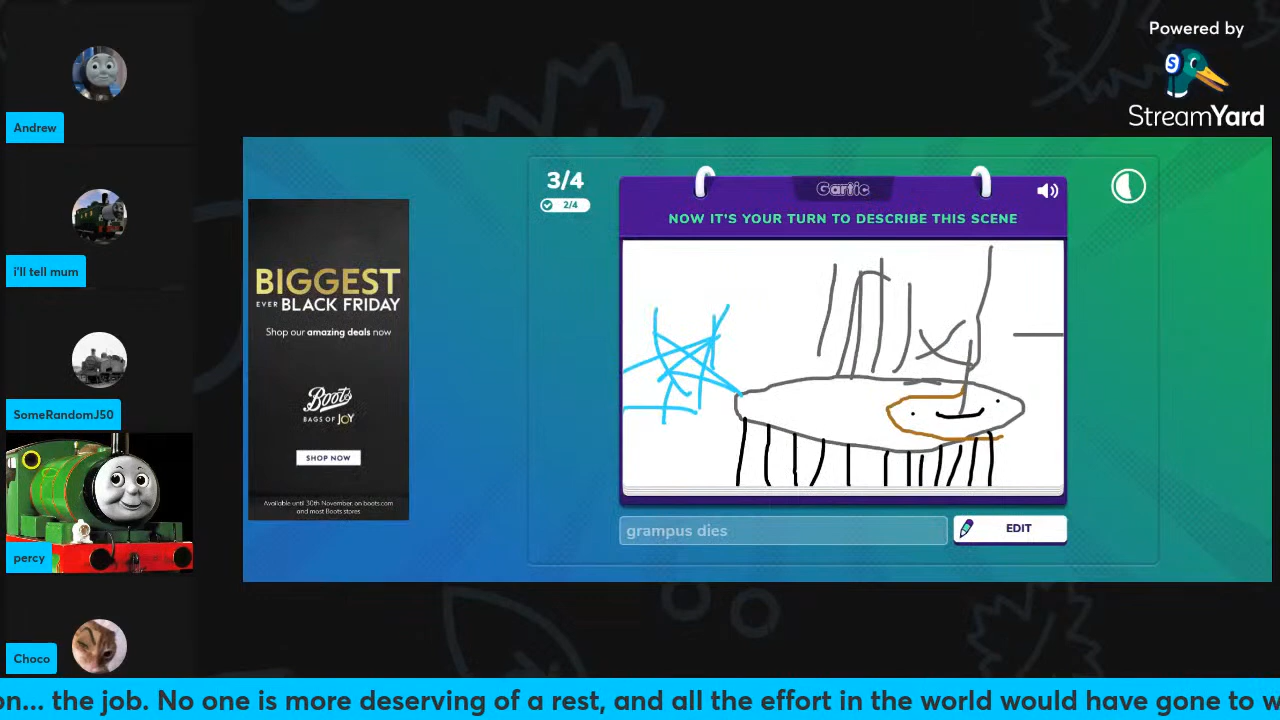 Powered by
StreamYard
Andrew
i'll tell mum
SomeRandomJ50
percy
Choco
3/4
2/4
Gartic
NOW IT'S YOUR TURN TO DESCRIBE THIS SCENE
BIGGEST
EVER BLACK FRIDAY
Shop our amazing deals now
Boots
BAGS OF JOY
SHOP NOW
Available until 30th November on boots.com
and most Boots stores
grampus dies
EDIT
on... the job. No one is more deserving of a rest, and all the effort in the world would have gone to w